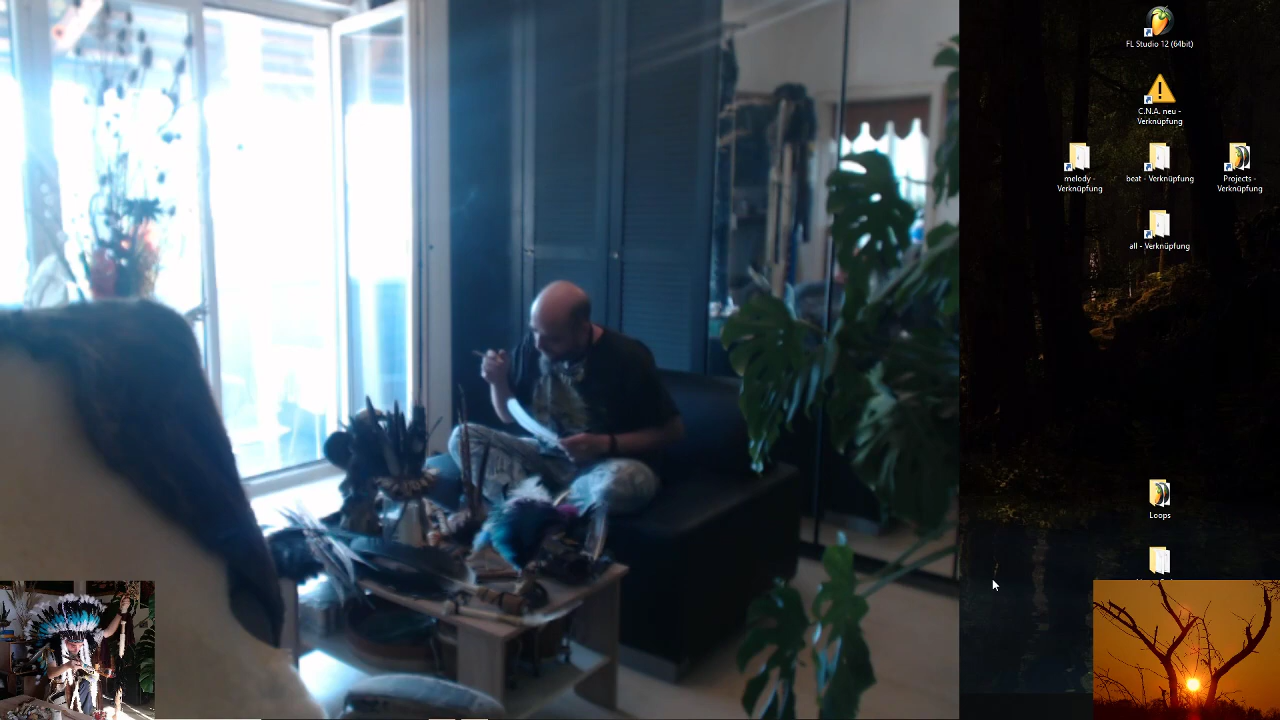 FL Studio 12 (64bit)
C.N.A. neu -
Verknüpfung
melody -
Verknüpfung
beat - Verknüpfung
Projects -
Verknüpfung
all - Verknüpfung
Loops